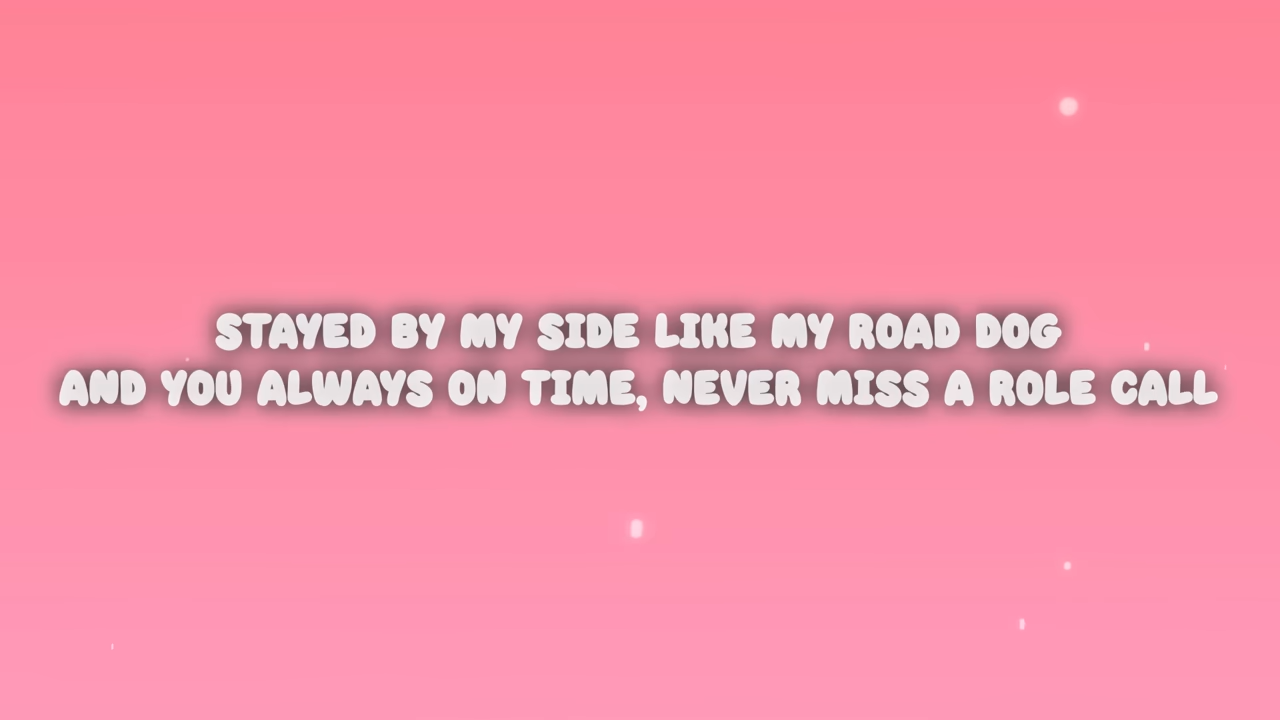 STAYED BY MY SIDE LIKE MY ROAD DOG
AND YOU ALWAYS ON TIME, NEVER MISS A ROLE CALL